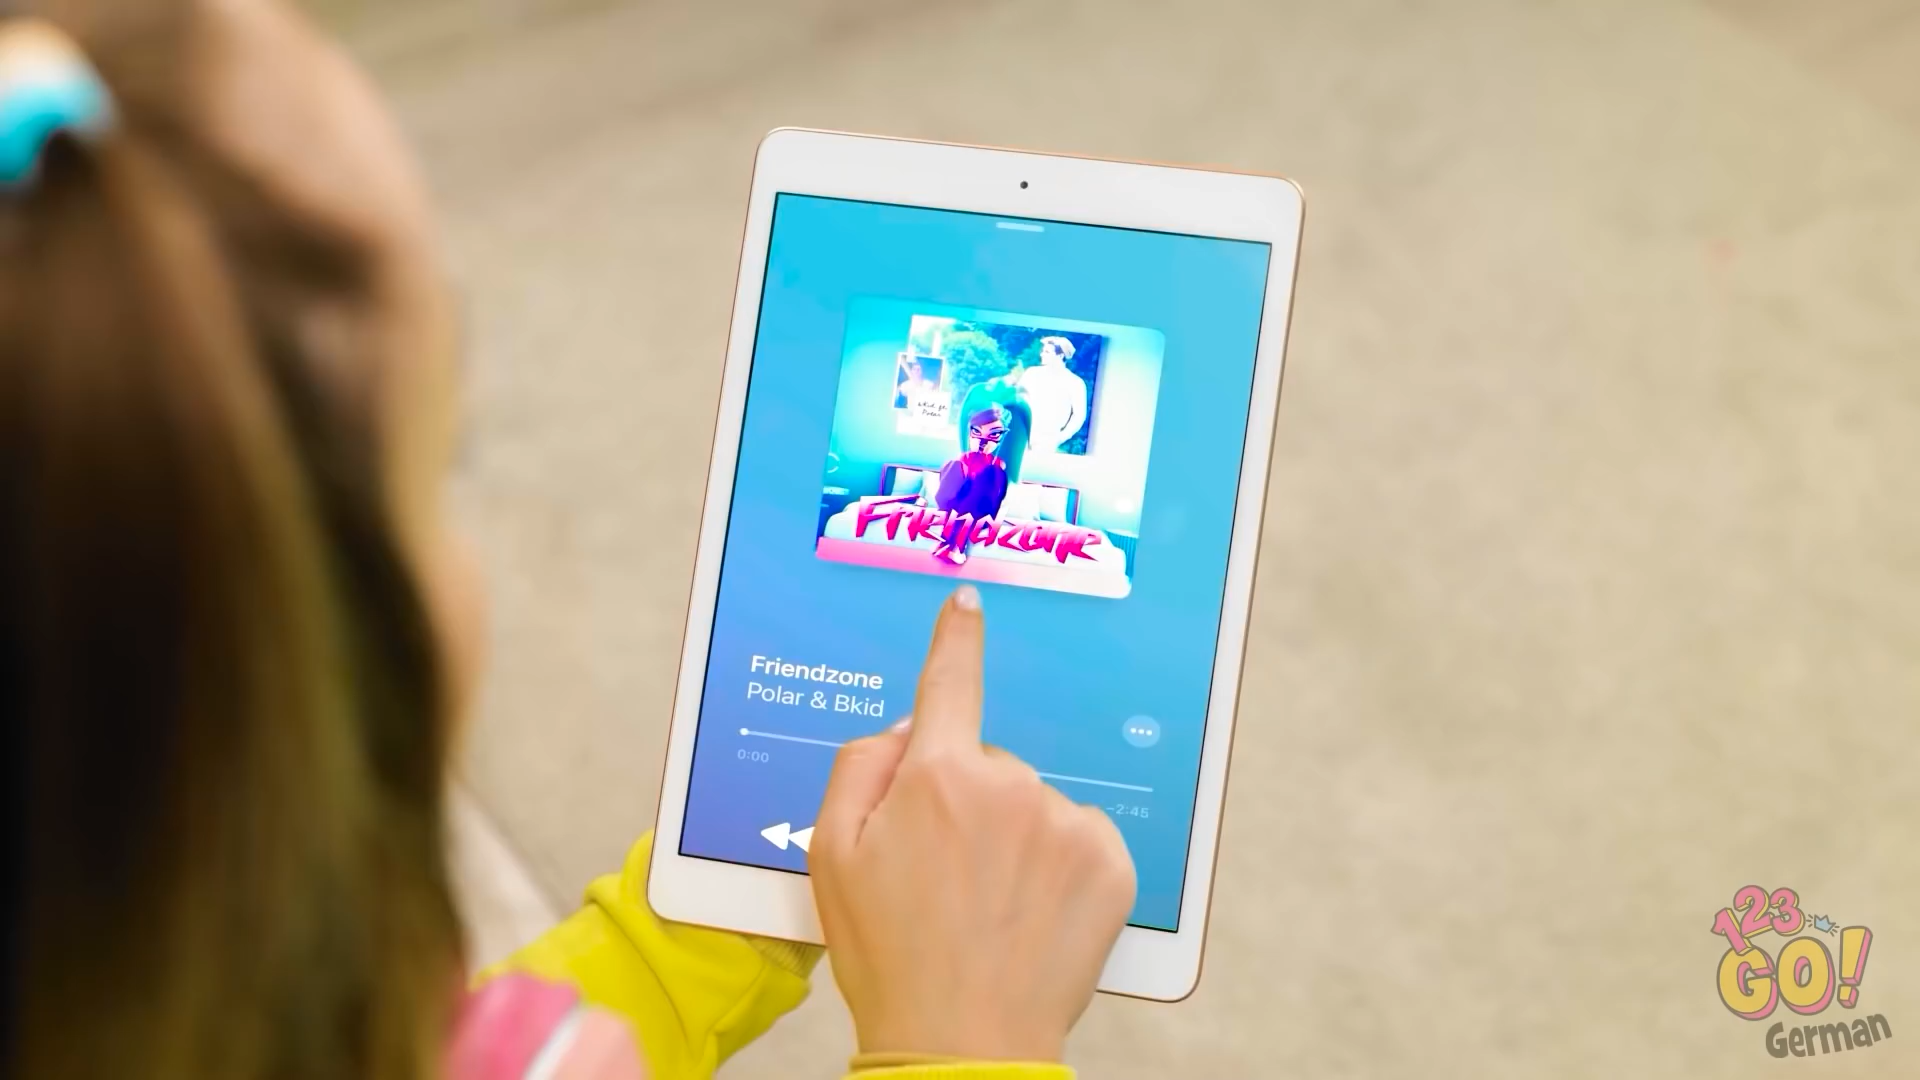 Friendzone
Friendzone
Polar & Bkid
0:00
-2:45
123
GO!
German